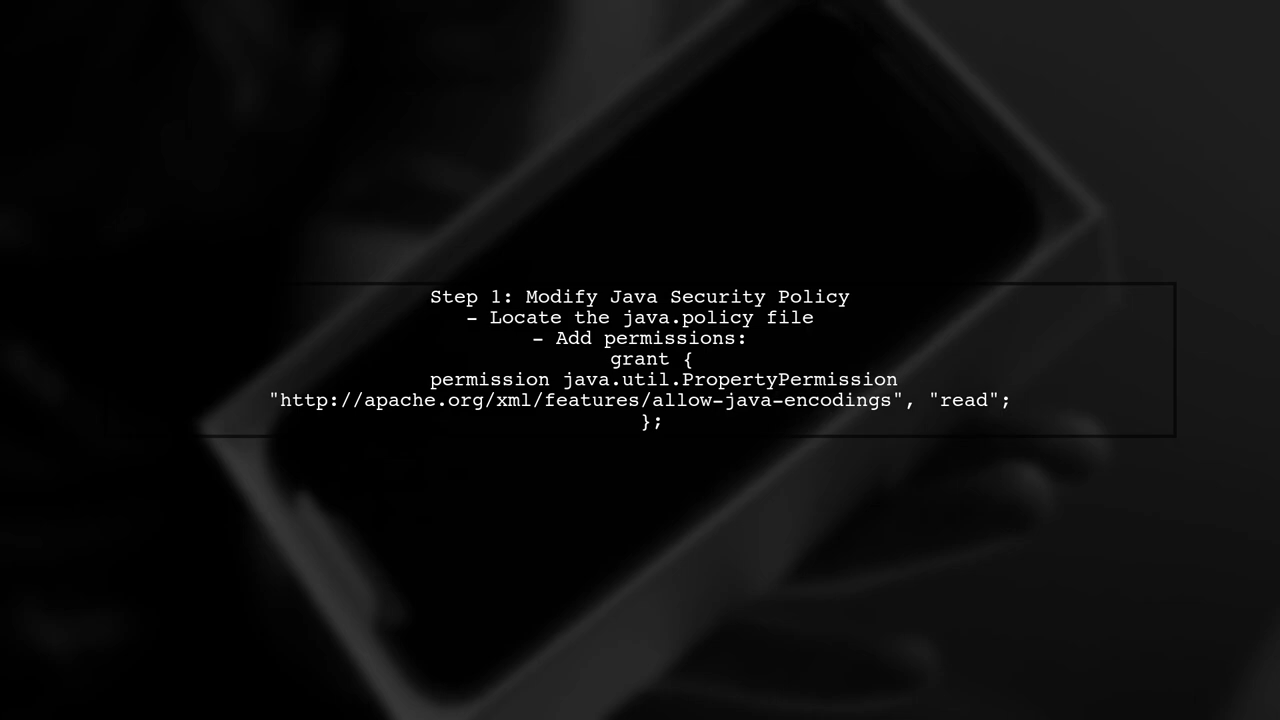 Step 1: Modify Java Security Policy
- Locate the java.policy file
- Add permissions:
grant {
permission java.util.PropertyPermission
"http://apache.org/xml/features/allow-java-encodings", "read";
};